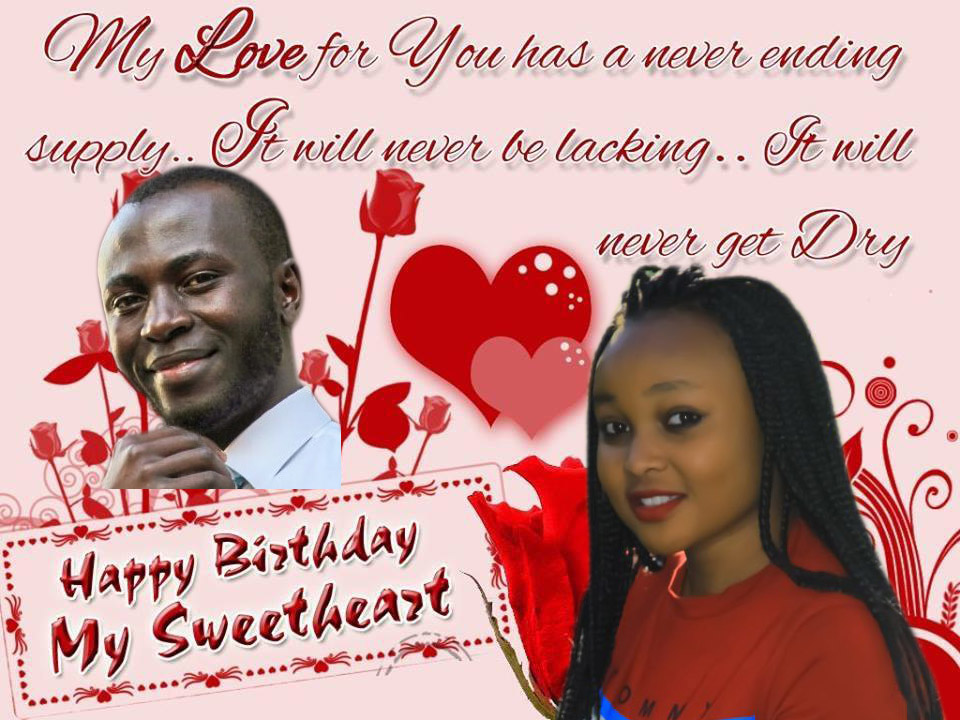 My Love for You has a never ending
supply.. It will never be lacking.. It will
never get Dry
Happy Birthday
My Sweetheart
OMMY